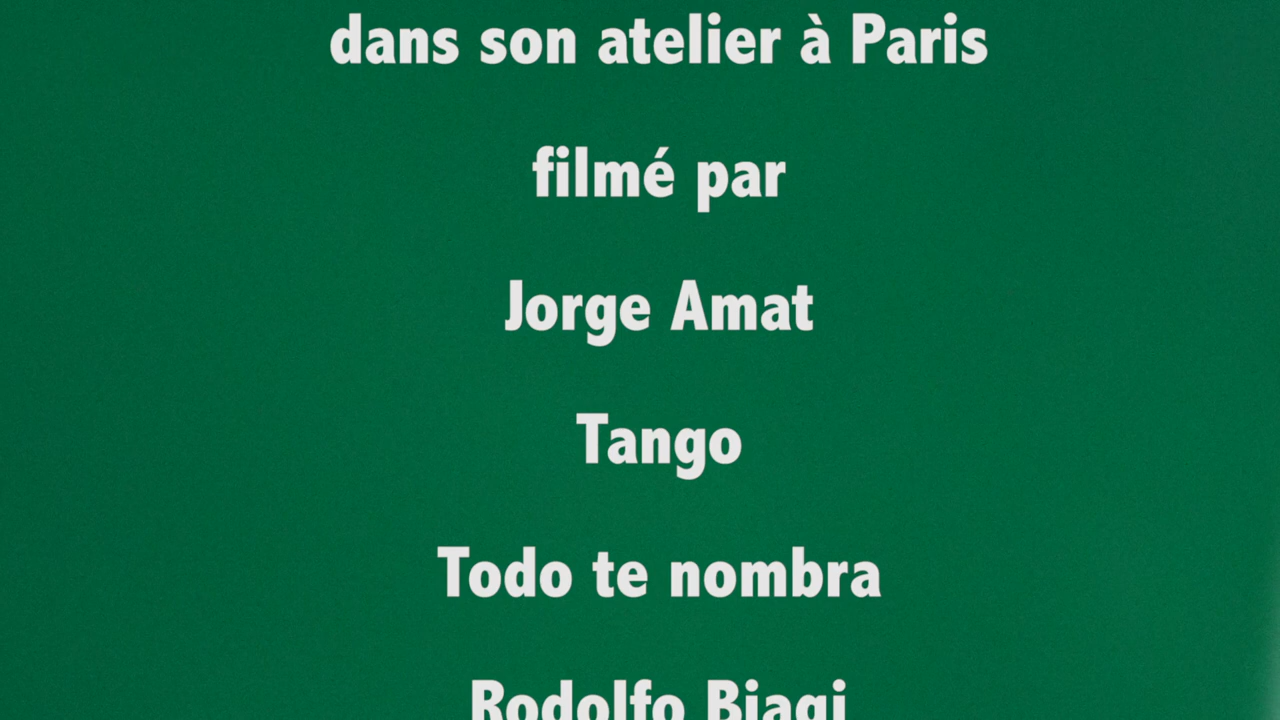 dans son atelier à Paris
filmé par
Jorge Amat
Tango
Todo te nombra
Rodolfo Biagi